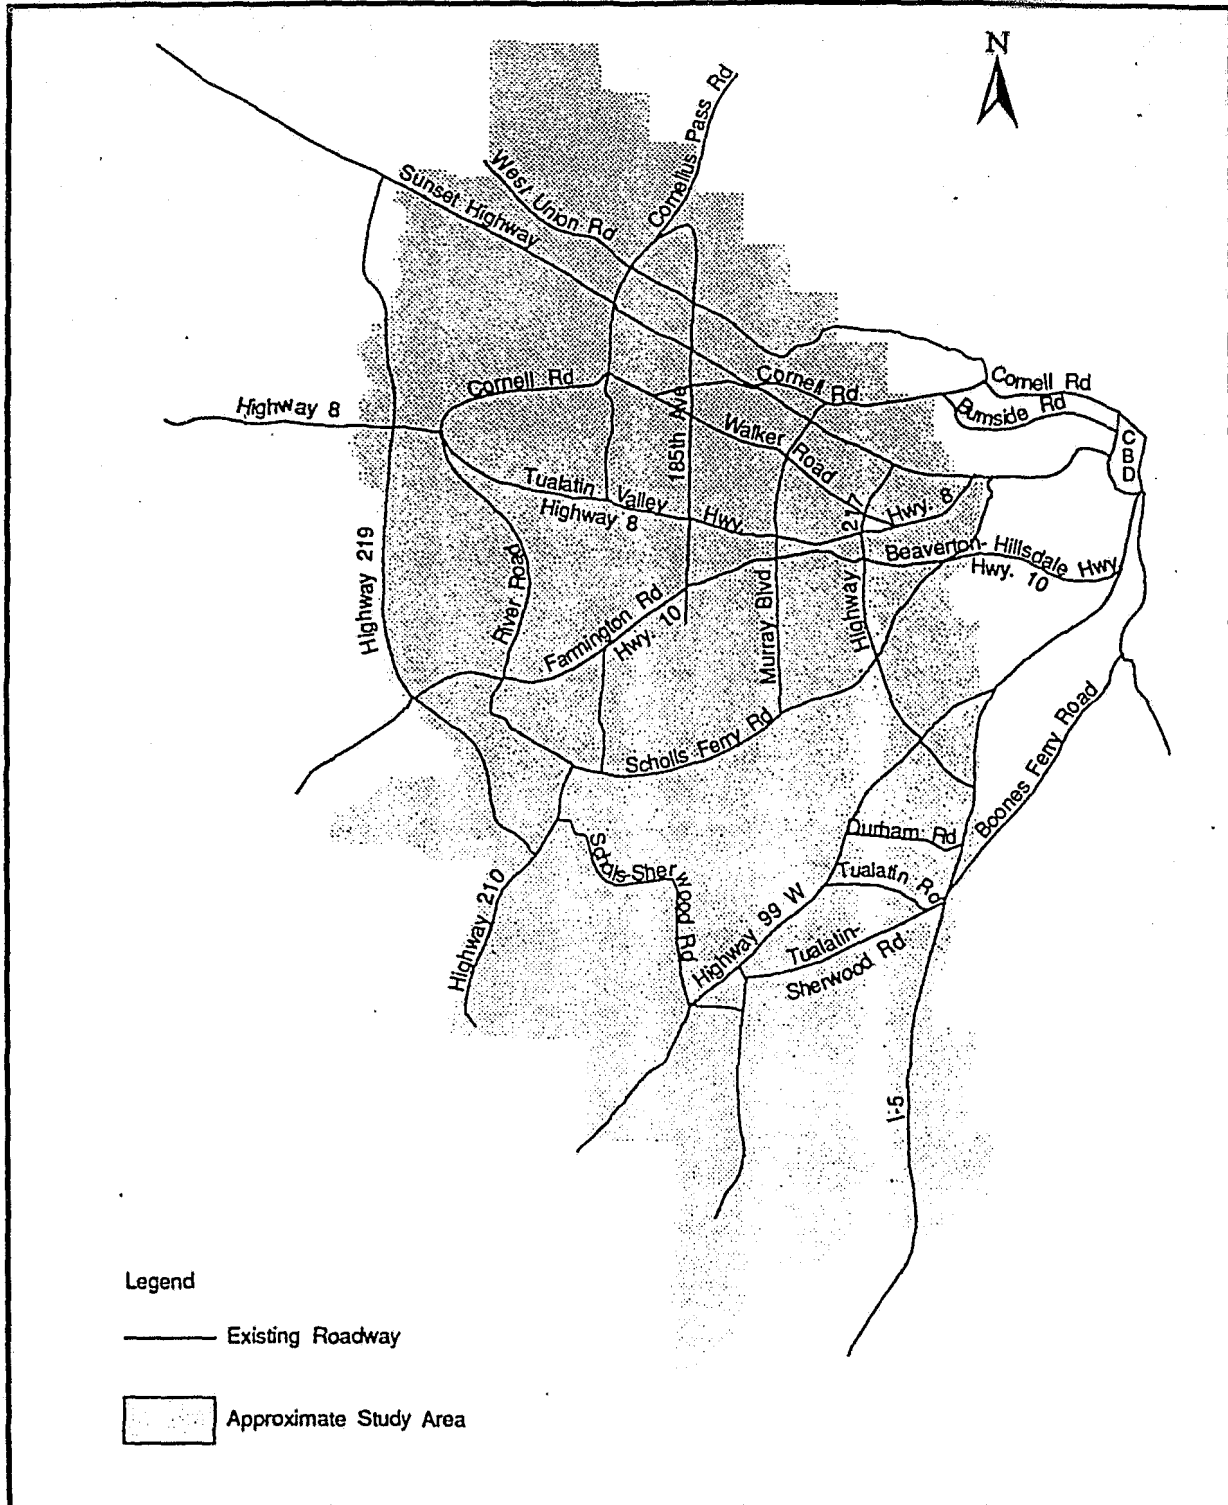 N
Cornelius Pass Rd
West Union Rd
Sunset Highway
Cornell Rd
Cornell Rd
Cornell Rd
Highway 8
Burnside Rd
C
B
D
185th Ave
Walker Road
Tualatin Valley Hwy.
Highway 8
217
Hwy 8
Highway 219
River Road
Beaverton-Hillsdale Hwy
Hwy. 10
Farmington Rd
Hwy. 10
Murray Blvd
Highway
Scholls Ferry Rd
Boones Ferry Road
Durham Rd
Scholls-Sherwood Rd
Tualatin Rd
Highway 210
Highway 99 W
Tualatin-
Sherwood Rd
I-5
Legend
Existing Roadway
Approximate Study Area